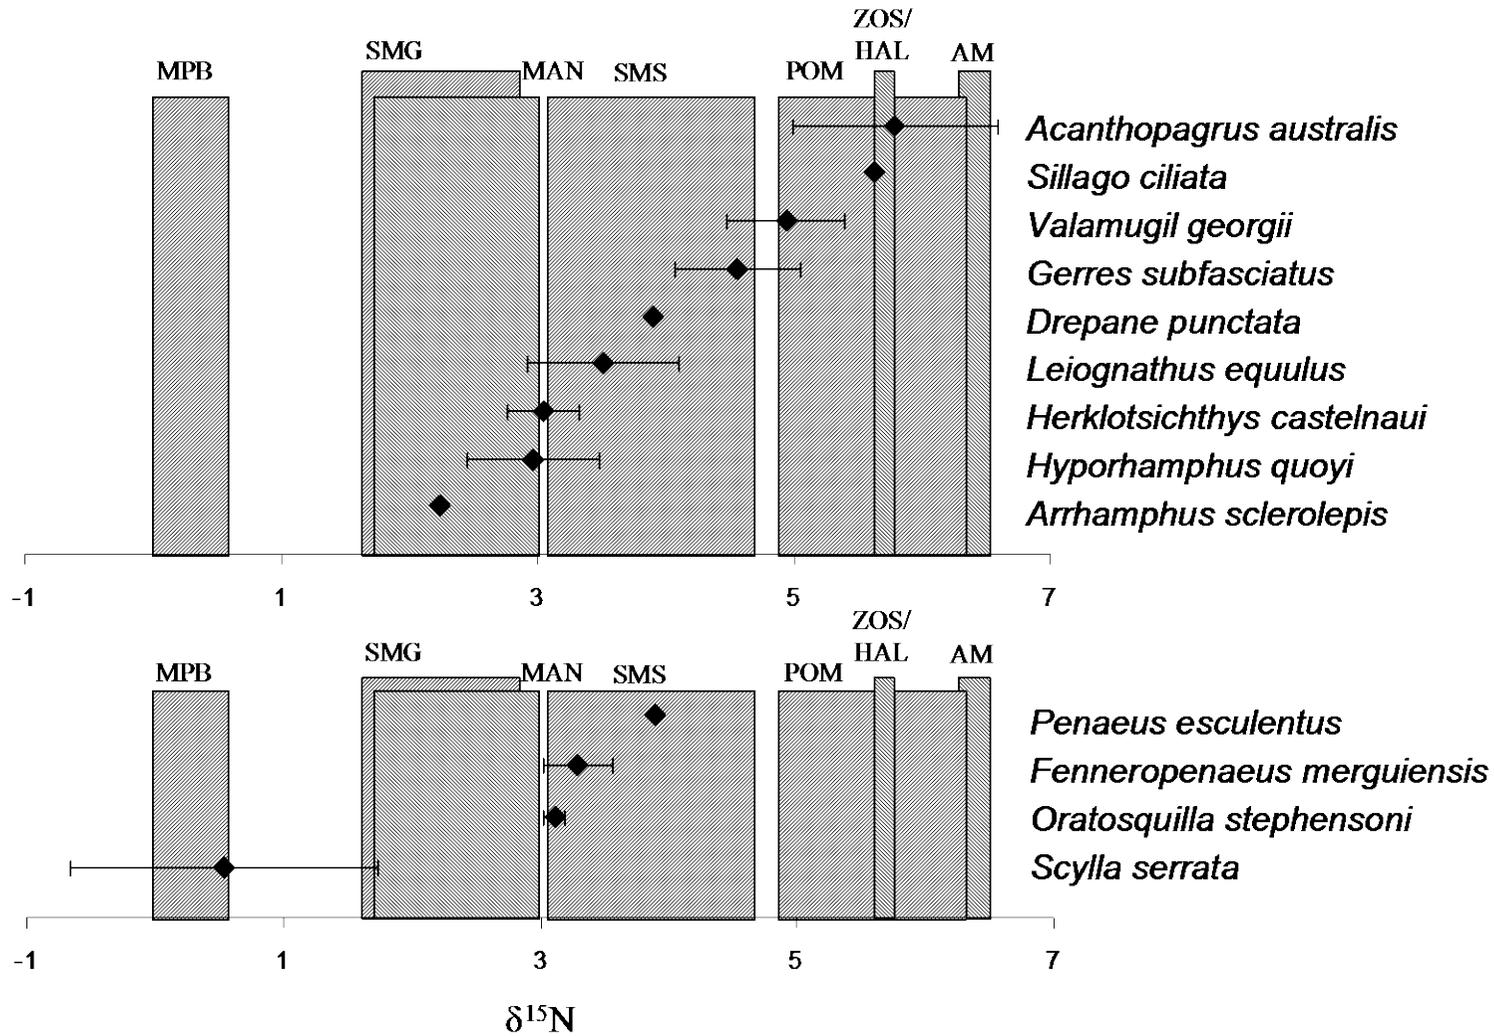 ZOS/
SMG HAL AM
MPB MAN SMS POM
Acanthopagrus australis
Sillago ciliata
Valamugil georgii
Gerres subfasciatus
Drepane punctata
Leiognathus equulus
Herklotsichthys castelnaui
Hyporhamphus quoyi
Arrhamphus sclerolepis
-1 1 3 5 7
ZOS/
SMG HAL AM
MPB MAN SMS POM
Penaeus esculentus
Fenneropenaeus merguiensis
Oratosquilla stephensoni
Scylla serrata
-1 1 3 5 7
δ¹⁵N